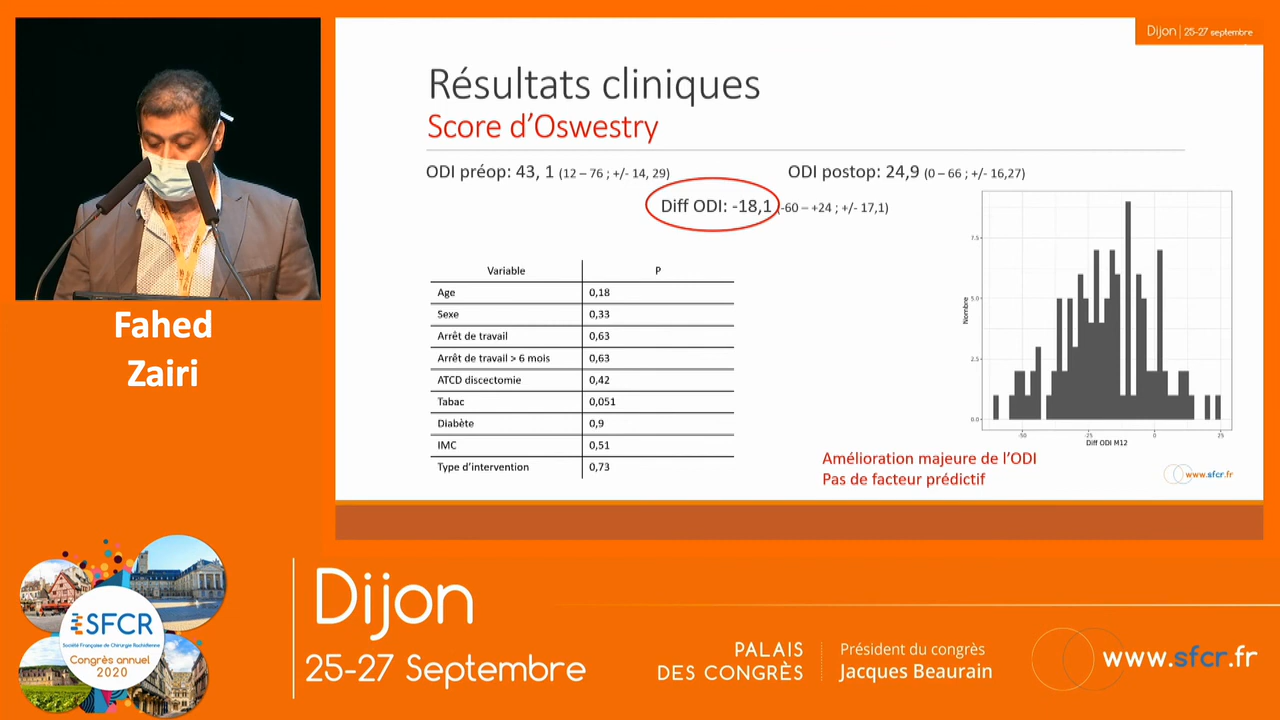 Dijon | 25-27 septembre
Résultats cliniques
Score d'Oswestry
ODI préop: 43, 1 (12 – 76 ; +/- 14, 29)
ODI postop: 24,9 (0 – 66 ; +/- 16,27)
Diff ODI: -18,1 (-60 – +24 ; +/- 17,1)
Variable P
Age 0,18
Sexe 0,33
Arrêt de travail 0,63
Arrêt de travail > 6 mois 0,63
ATCD discectomie 0,42
Tabac 0,051
Diabète 0,9
IMC 0,51
Type d'intervention 0,73
Nombre
7.5
5.0
2.5
0.0
-50 -25 0 25
Diff ODI M12
Amélioration majeure de l'ODI
Pas de facteur prédictif
www.sfcr.fr
Fahed
Zairi
SFCR
Société Française de Chirurgie Rachidienne
Congrès annuel
2020
Dijon
25-27 Septembre
PALAIS
DES CONGRÈS
Président du congrès
Jacques Beaurain
www.sfcr.fr